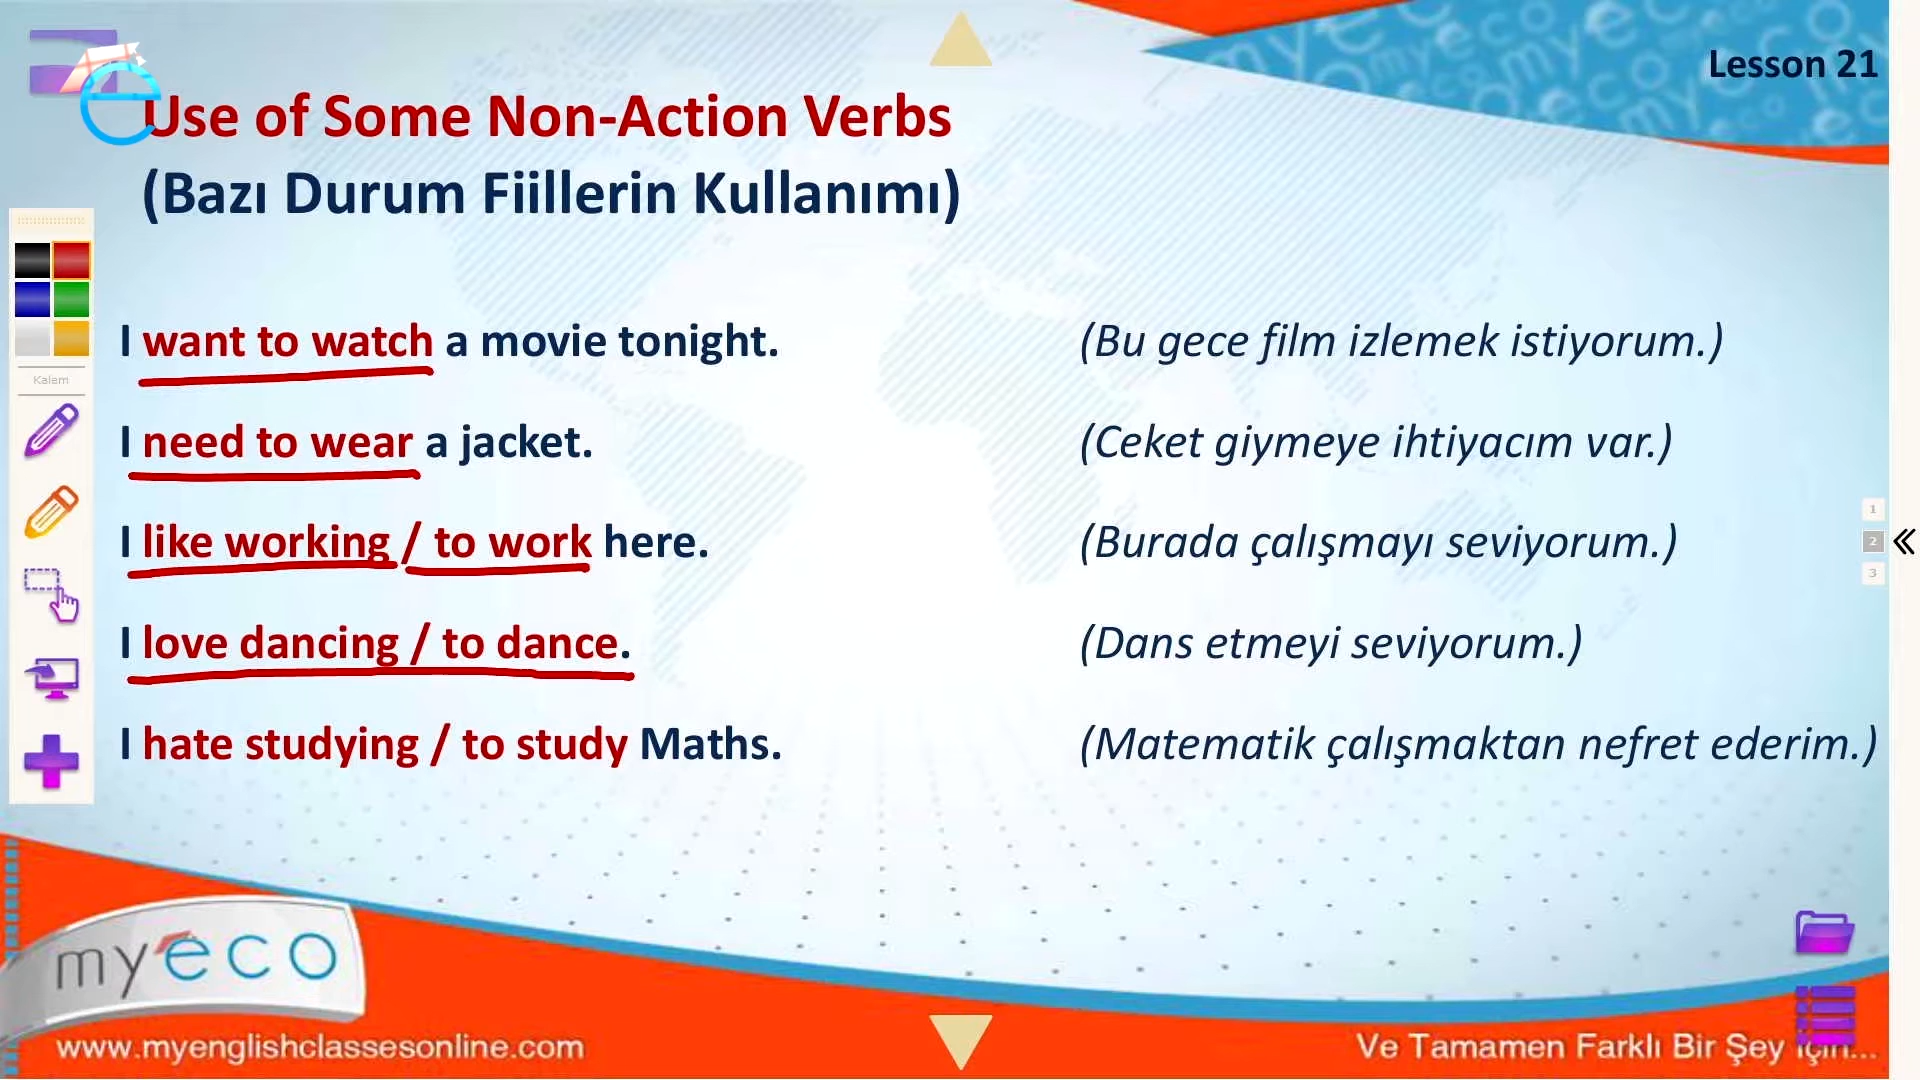 Lesson 21
Use of Some Non-Action Verbs
(Bazı Durum Fiillerin Kullanımı)
I want to watch a movie tonight. (Bu gece film izlemek istiyorum.)
Kalem
I need to wear a jacket. (Ceket giymeye ihtiyacım var.)
1
I like working / to work here. (Burada çalışmayı seviyorum.)
2
3
I love dancing / to dance. (Dans etmeyi seviyorum.)
I hate studying / to study Maths. (Matematik çalışmaktan nefret ederim.)
myeco
www.myenglishclassesonline.com
Ve Tamamen Farklı Bir Şey İçin...